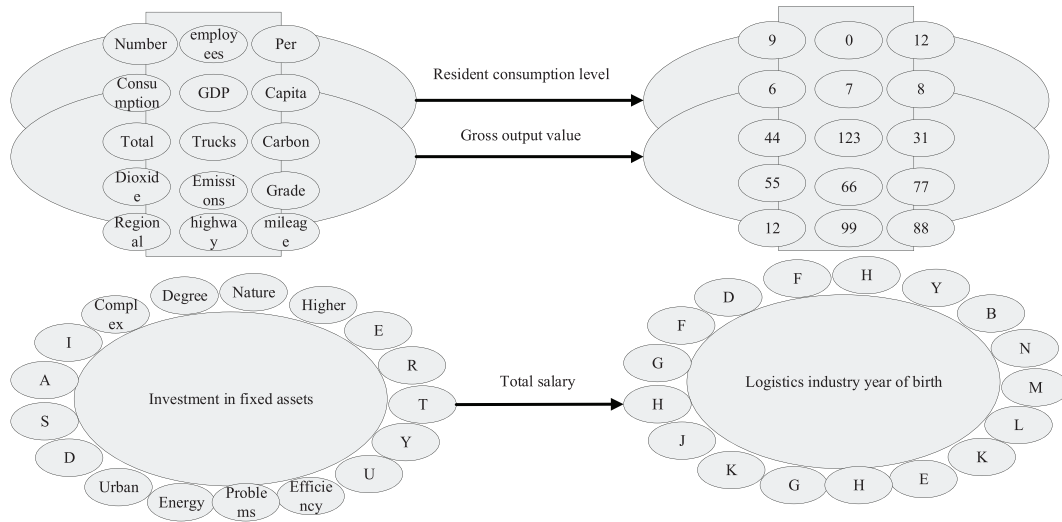 Number
employ
ees
Per
Consu
mption
GDP
Capita
Total
Trucks
Carbon
Dioxid
e
Emissi
ons
Grade
Region
al
highwa
y
mileag
e
Resident consumption level
Gross output value
9
0
12
6
7
8
44
123
31
55
66
77
12
99
88
Compl
ex
Degree
Nature
Higher
E
R
T
Y
U
Efficie
ncy
Proble
ms
Energy
Urban
D
S
A
I
Investment in fixed assets
Total salary
F
H
Y
B
N
M
L
K
E
H
G
K
J
H
G
F
D
Logistics industry year of birth